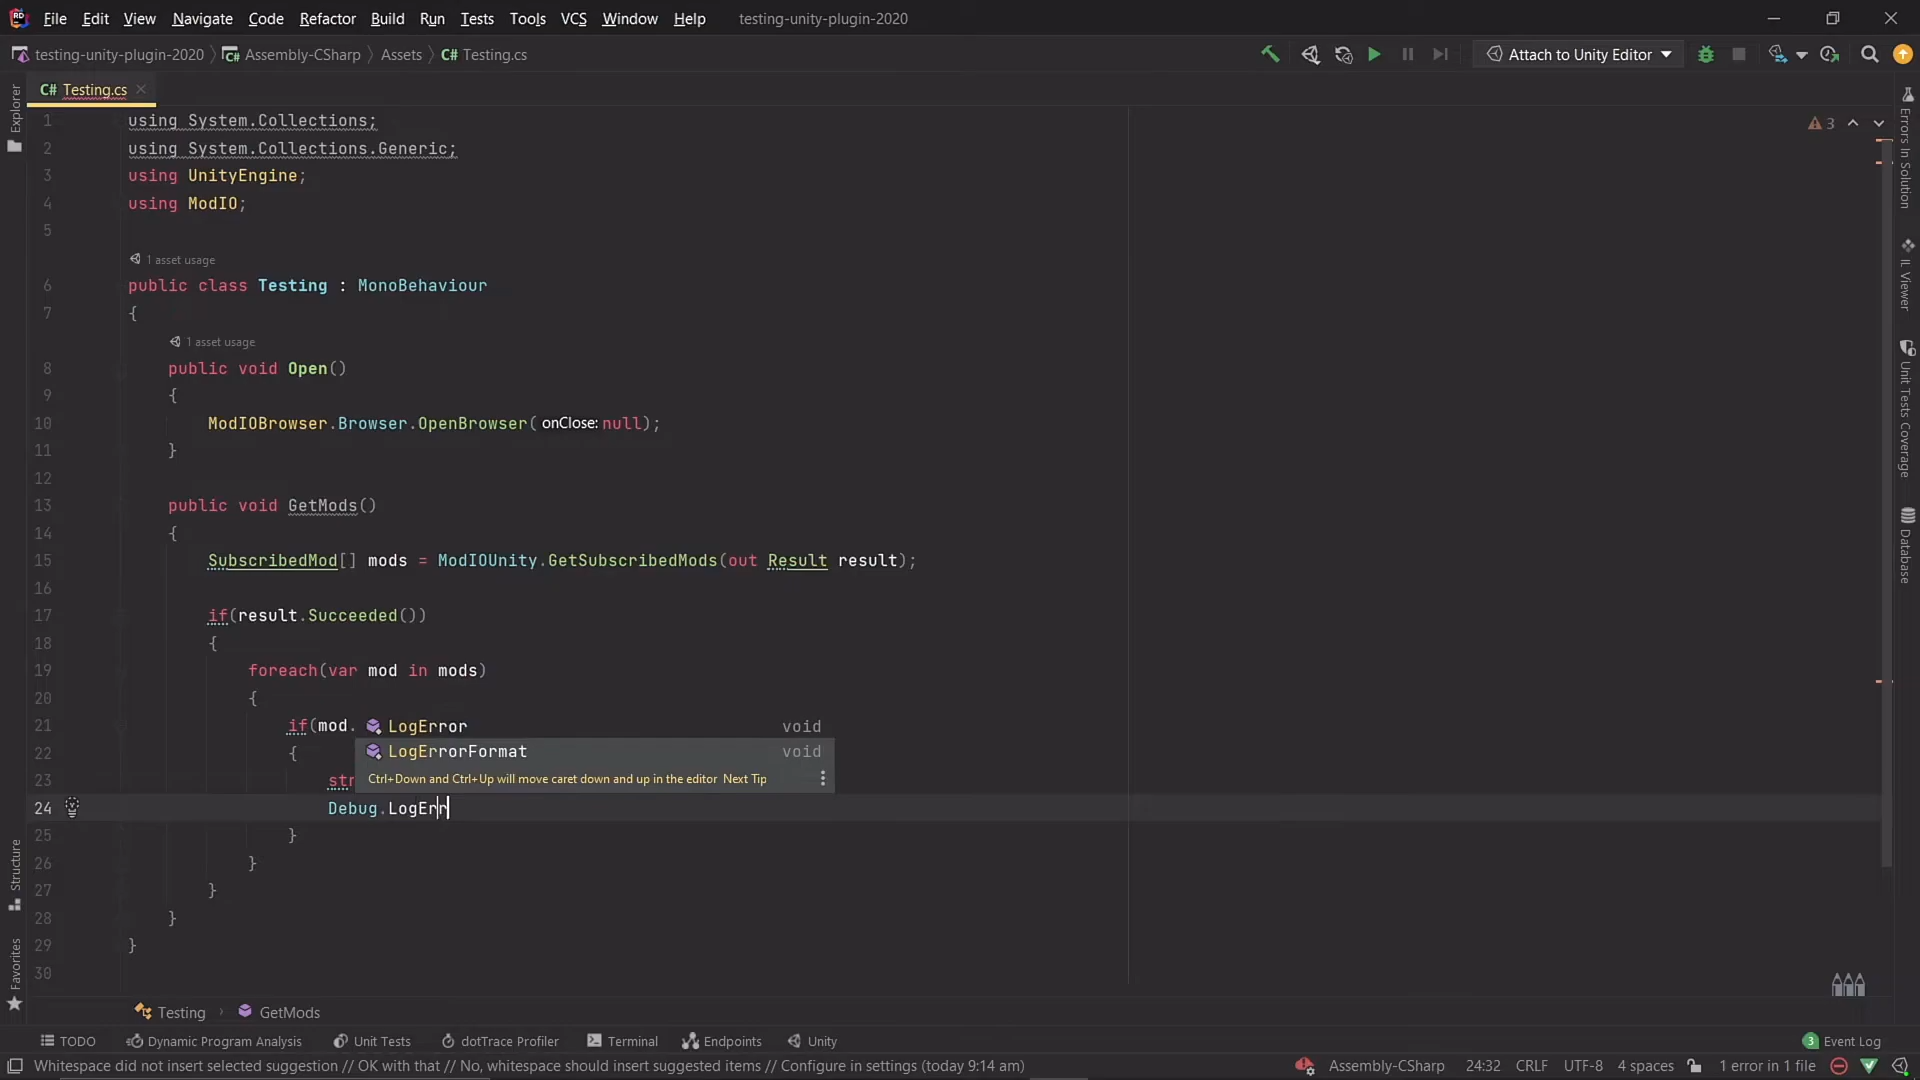 File Edit View Navigate Code Refactor Build Run Tests Tools VCS Window Help testing-unity-plugin-2020
testing-unity-plugin-2020 Assembly-CSharp Assets C# Testing.cs Attach to Unity Editor
C# Testing.cs
1 using System.Collections;
2 using System.Collections.Generic;
3 using UnityEngine;
4 using ModIO;
5
1 asset usage
6 public class Testing : MonoBehaviour
7 {
1 asset usage
8 public void Open()
9 {
10 ModIOBrowser.Browser.OpenBrowser( onClose: null);
11 }
12
13 public void GetMods()
14 {
15 SubscribedMod[] mods = ModIOUnity.GetSubscribedMods(out Result result);
16
17 if(result.Succeeded())
18 {
19 foreach(var mod in mods)
20 {
21 if(mod. LogError void
22 { LogErrorFormat void
23 str Ctrl+Down and Ctrl+Up will move caret down and up in the editor Next Tip
24 Debug.LogErr
25 }
26 }
27 }
28 }
29 }
30
3
Explorer
Structure
Favorites
Errors In Solution
IL Viewer
Unit Tests Coverage
Database
Testing GetMods
TODO Dynamic Program Analysis Unit Tests dotTrace Profiler Terminal Endpoints Unity 3 Event Log
Whitespace did not insert selected suggestion // OK with that // No, whitespace should insert suggested items // Configure in settings (today 9:14 am) Assembly-CSharp 24:32 CRLF UTF-8 4 spaces 1 error in 1 file